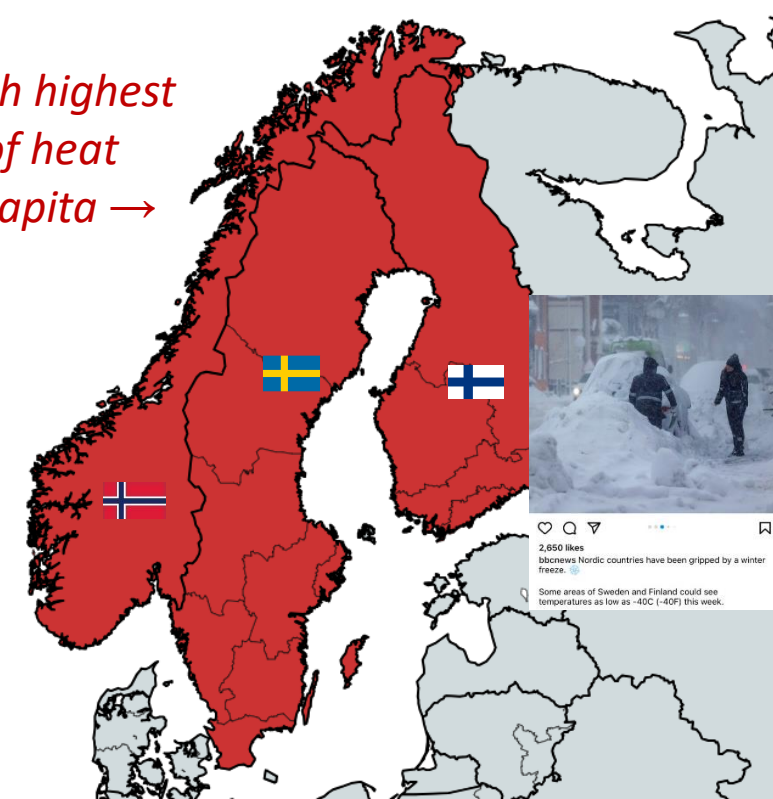 h highest
of heat
apita →
2,650 likes
bbcnews Nordic countries have been gripped by a winter
freeze.
Some areas of Sweden and Finland could see
temperatures as low as -40C (-40F) this week.